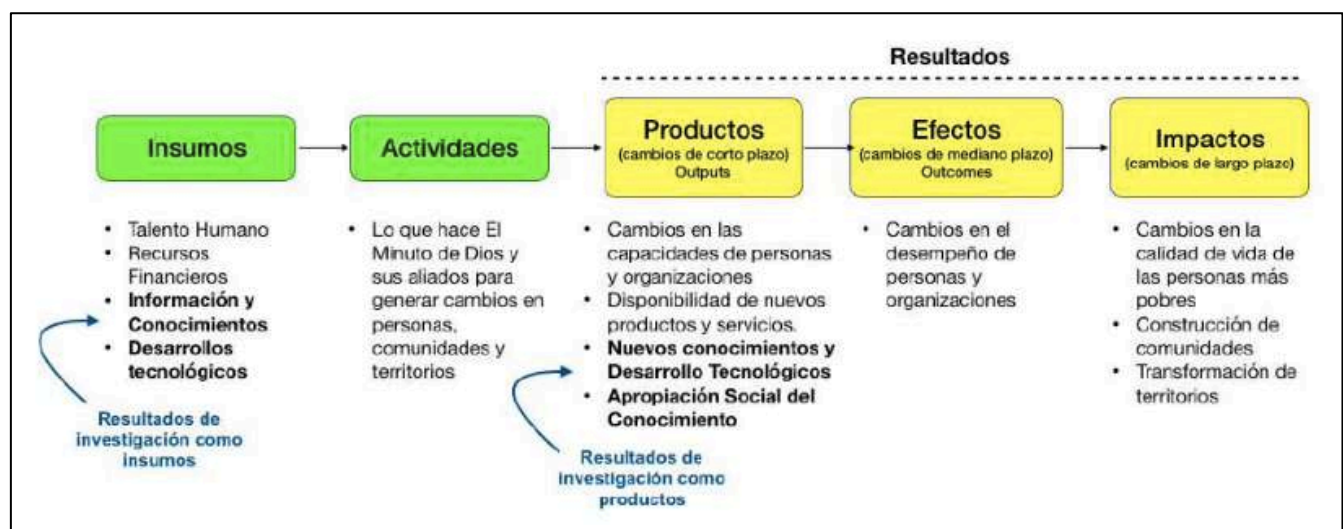 Resultados
Insumos
Actividades
Productos
(cambios de corto plazo)
Outputs
Efectos
(cambios de mediano plazo)
Outcomes
Impactos
(cambios de largo plazo)
• Talento Humano
• Recursos
Financieros
• Información y
Conocimientos
• Desarrollos
tecnológicos
Resultados de
investigación como
insumos
• Lo que hace El
Minuto de Dios y
sus aliados para
generar cambios en
personas,
comunidades y
territorios
• Cambios en las
capacidades de personas
y organizaciones
• Disponibilidad de nuevos
productos y servicios.
• Nuevos conocimientos y
Desarrollo Tecnológicos
• Apropiación Social del
Conocimiento
Resultados de
investigación como
productos
• Cambios en el
desempeño de
personas y
organizaciones
• Cambios en la
calidad de vida de
las personas más
pobres
• Construcción de
comunidades
• Transformación de
territorios